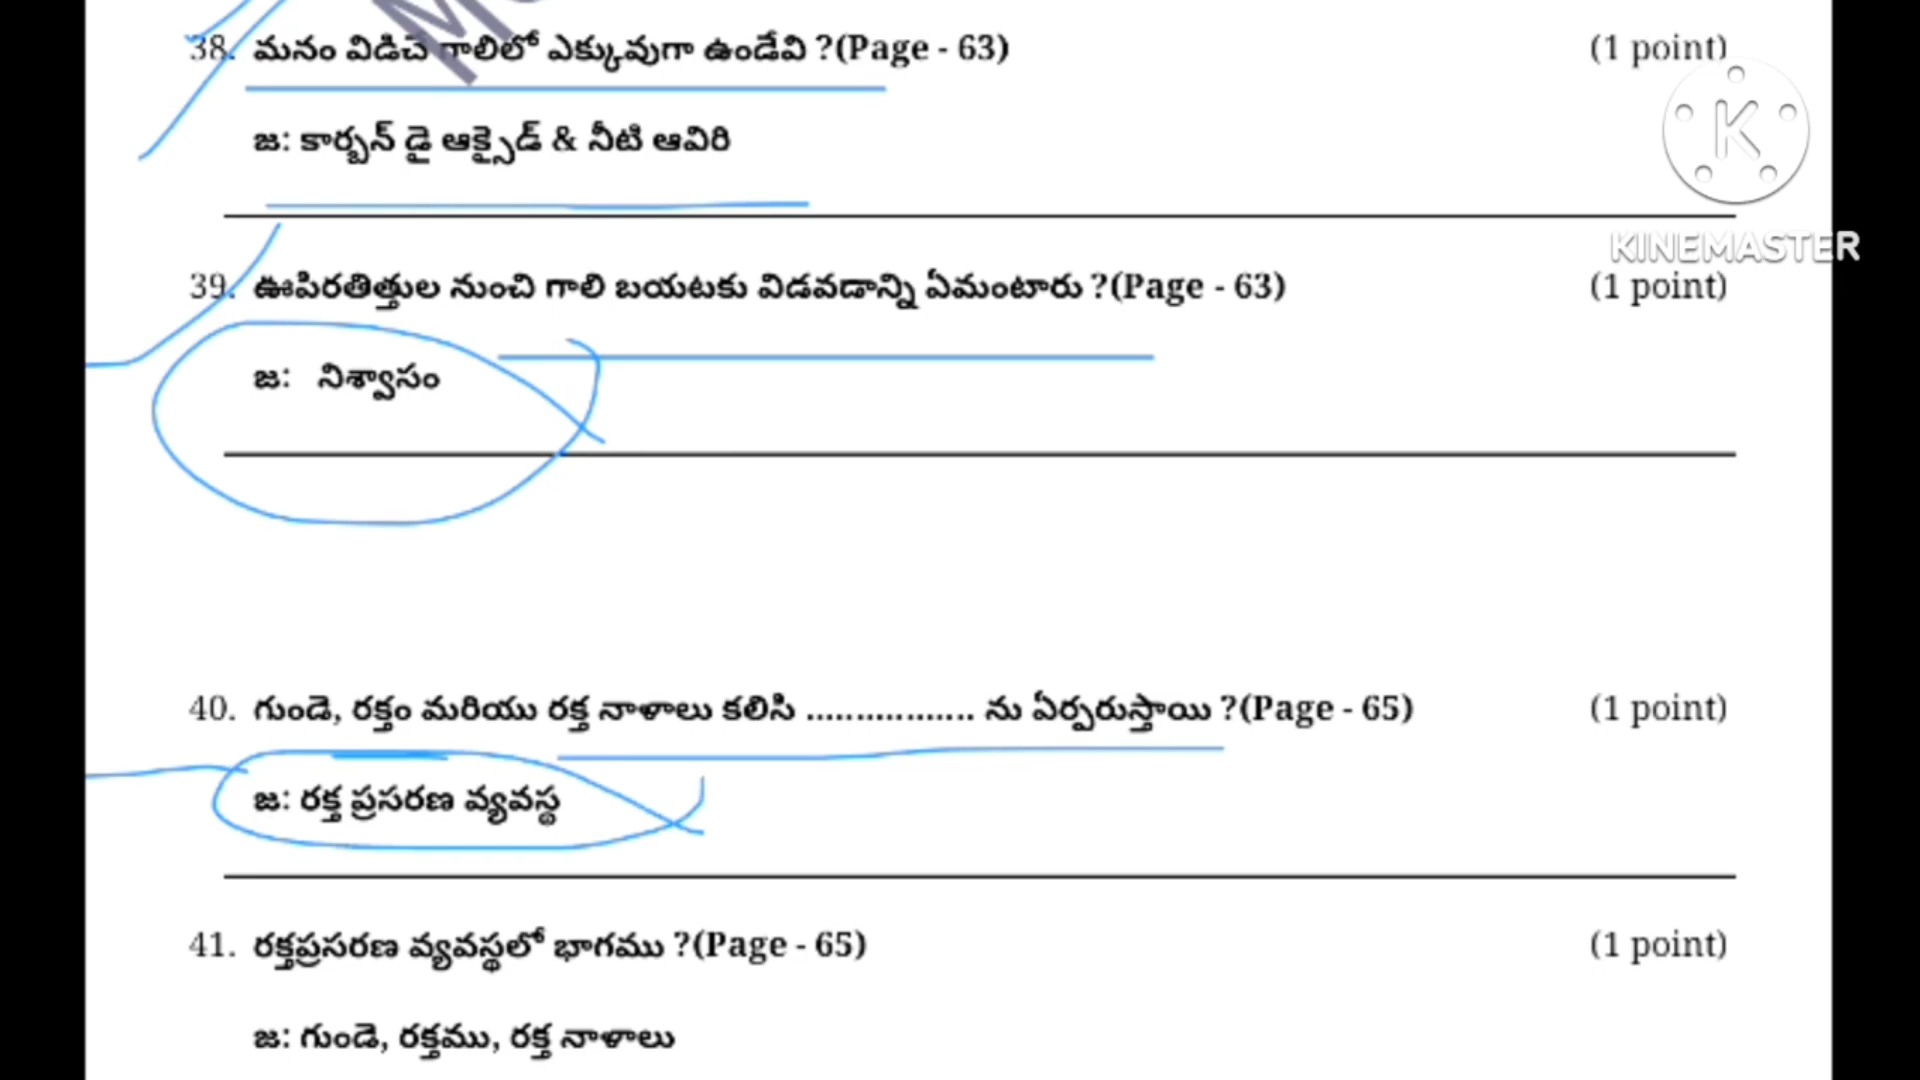 38. మనం విడిచే గాలిలో ఎక్కువుగా ఉండేవి ?(Page - 63) (1 point)
జ: కార్బన్ డై ఆక్సైడ్ & నీటి ఆవిరి
KINEMASTER
39. ఊపిరతిత్తుల నుంచి గాలి బయటకు విడవడాన్ని ఏమంటారు ?(Page - 63) (1 point)
జ: నిశ్వాసం
40. గుండె, రక్తం మరియు రక్త నాళాలు కలిసి ................. ను ఏర్పరుస్తాయి ?(Page - 65) (1 point)
జ: రక్త ప్రసరణ వ్యవస్థ
41. రక్తప్రసరణ వ్యవస్థలో భాగము ?(Page - 65) (1 point)
జ: గుండె, రక్తము, రక్త నాళాలు